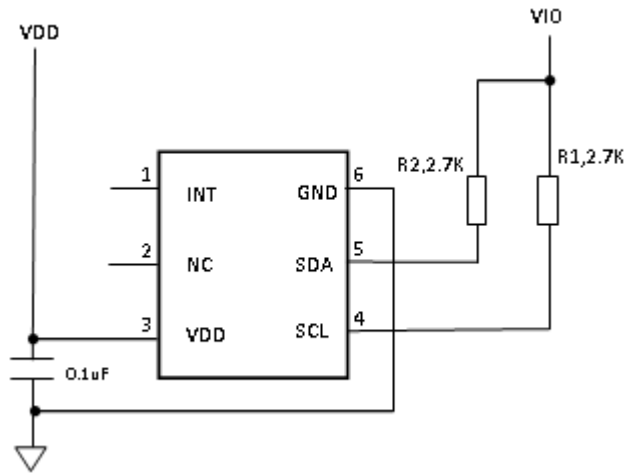 VDD
VIO
R2,2.7K
R1,2.7K
1
INT
GND
6
2
NC
SDA
5
3
VDD
SCL
4
0.1uF